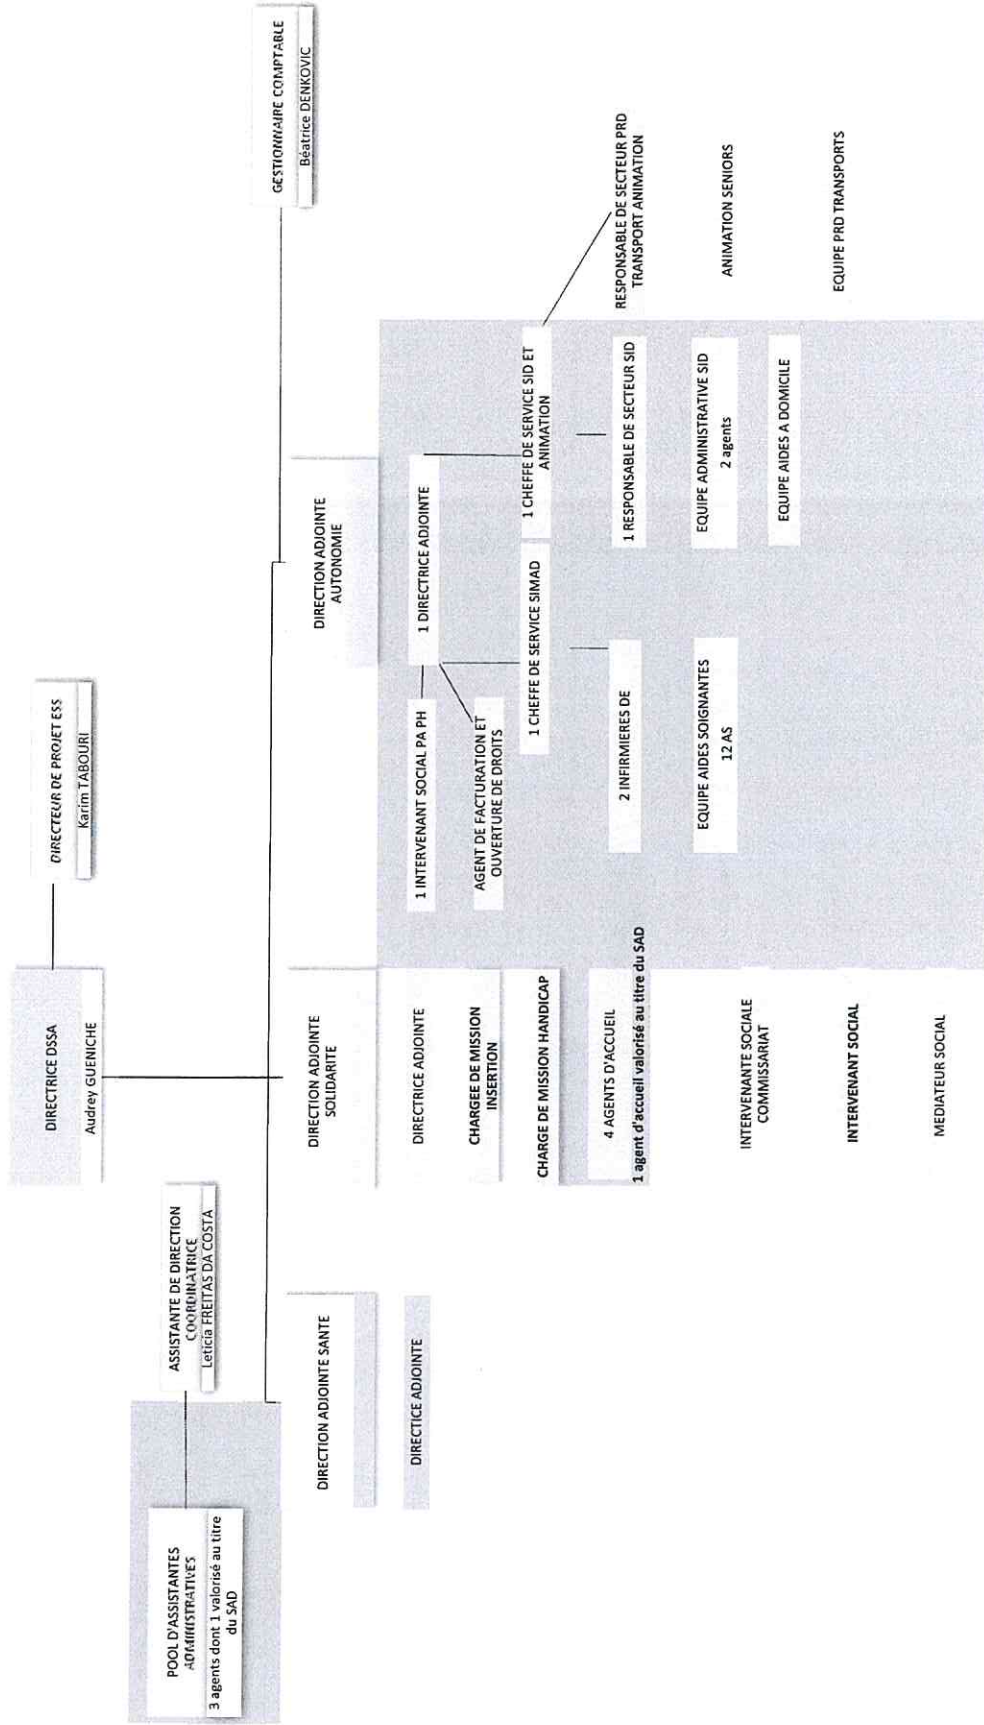 DIRECTRICE DSSA
Audrey GUENICHE
DIRECTEUR DE PROJET ESS
Karim TABOURI
POOL D'ASSISTANTES
ADMINISTRATIVES
3 agents dont 1 valorisé au titre
du SAD
ASSISTANTE DE DIRECTION
COORDINATRICE
Leticia FREITAS DA COSTA
GESTIONNAIRE COMPTABLE
Béatrice DENKOVIC
DIRECTION ADJOINTE SANTE
DIRECTICE ADJOINTE
DIRECTION ADJOINTE
SOLIDARITE
DIRECTRICE ADJOINTE
CHARGEE DE MISSION
INSERTION
CHARGE DE MISSION HANDICAP
4 AGENTS D'ACCUEIL
1 agent d'accueil valorisé au titre du SAD
INTERVENANTE SOCIALE
COMMISSARIAT
INTERVENANT SOCIAL
MEDIATEUR SOCIAL
DIRECTION ADJOINTE
AUTONOMIE
1 INTERVENANT SOCIAL PA PH
1 DIRECTRICE ADJOINTE
AGENT DE FACTURATION ET
OUVERTURE DE DROITS
1 CHEFFE DE SERVICE SIMAD
1 CHEFFE DE SERVICE SID ET
ANIMATION
2 INFIRMIERES DE
1 RESPONSABLE DE SECTEUR SID
RESPONSABLE DE SECTEUR PRD
TRANSPORT ANIMATION
EQUIPE AIDES SOIGNANTES
12 AS
EQUIPE ADMINISTRATIVE SID
2 agents
ANIMATION SENIORS
EQUIPE AIDES A DOMICILE
EQUIPE PRD TRANSPORTS